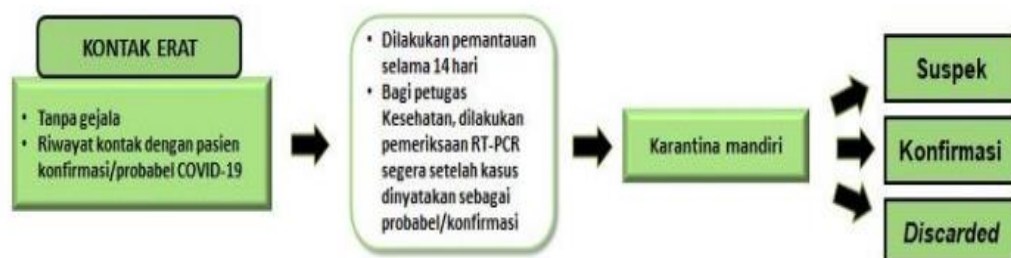 KONTAK ERAT
• Tanpa gejala
• Riwayat kontak dengan pasien
konfirmasi/probabel COVID-19
• Dilakukan pemantauan
selama 14 hari
• Bagi petugas
Kesehatan, dilakukan
pemeriksaan RT-PCR
segera setelah kasus
dinyatakan sebagai
probabel/konfirmasi
Karantina mandiri
Suspek
Konfirmasi
Discarded